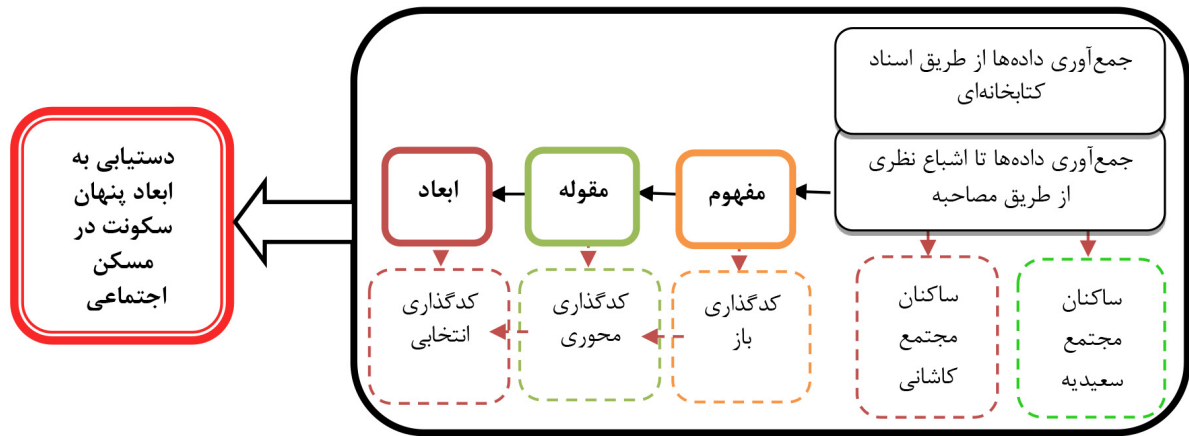 جمع‌آوری داده‌ها از طریق اسناد
کتابخانه‌ای
جمع‌آوری داده‌ها تا اشباع نظری
از طریق مصاحبه
ساکنان
مجتمع
سعیدیه
ساکنان
مجتمع
کاشانی
مفهوم
مقوله
ابعاد
کدگذاری
باز
کدگذاری
محوری
کدگذاری
انتخابی
دستیابی به
ابعاد پنهان
سکونت در
مسکن
اجتماعی